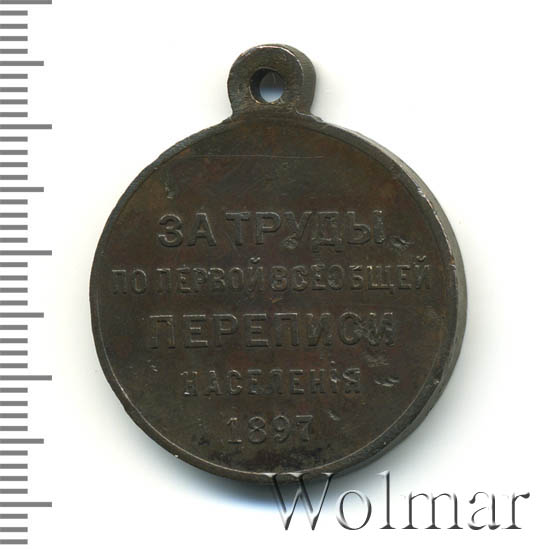 ЗА ТРУДЫ
ПО ПЕРВОЙ ВСЕОБЩЕЙ
ПЕРЕПИСИ
НАСЕЛЕНІЯ
1897
Wolmar